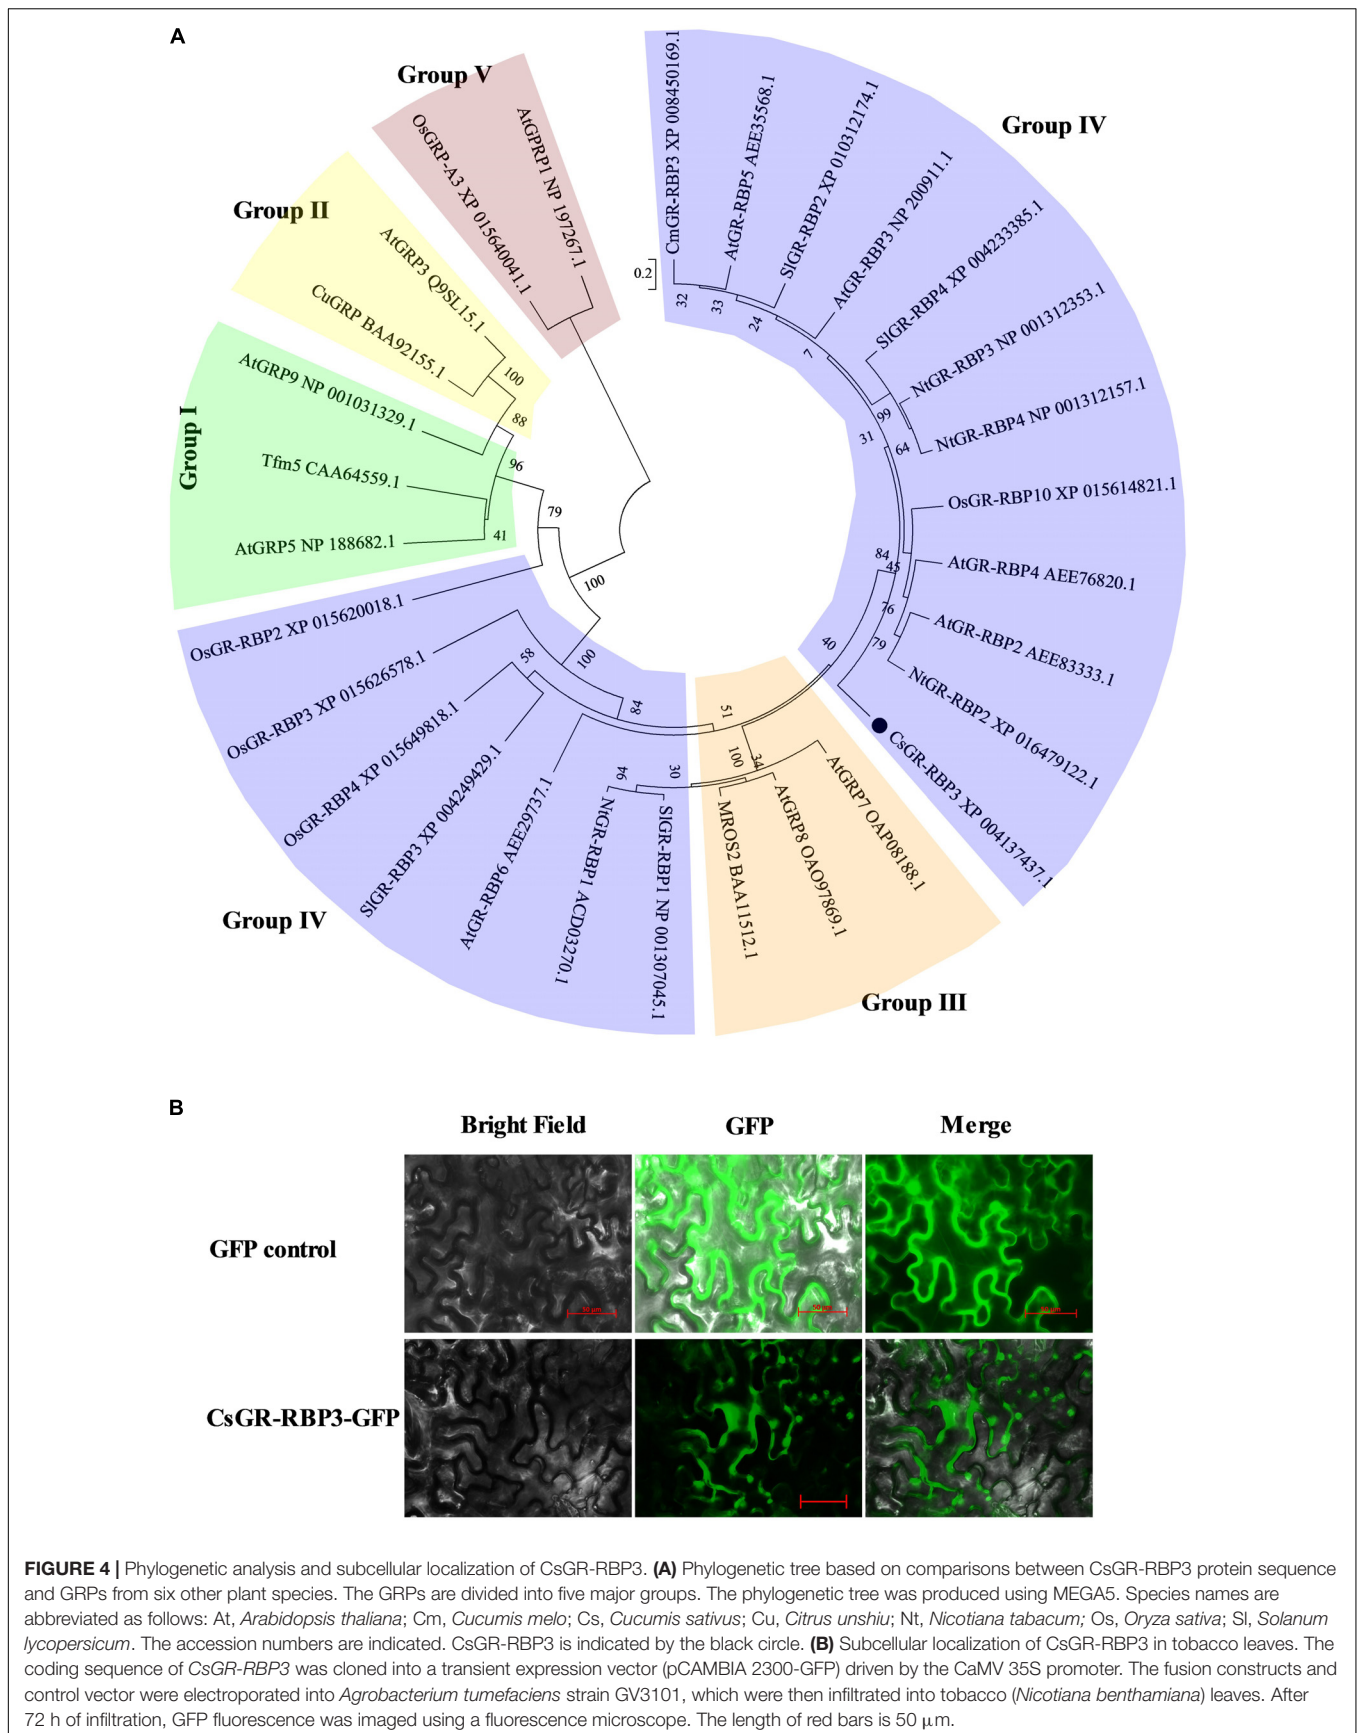 A
Group V
OsGRP-A3 XP 015640041.1
AtGPRP1 NP 197267.1
Group II
AtGRP3 Q9SL15.1
CuGRP BAA92155.1
100
88
Group I
AtGRP9 NP 001031329.1
Tfm5 CAA64559.1
AtGRP5 NP 188682.1
96
41
79
100
100
Group IV
CmGR-RBP3 XP 008450169.1
AtGR-RBP5 AEE35568.1
SlGR-RBP2 XP 010312174.1
AtGR-RBP3 NP 200911.1
SlGR-RBP4 XP 004233385.1
NtGR-RBP3 NP 001312353.1
NtGR-RBP4 NP 001312157.1
OsGR-RBP10 XP 015614821.1
AtGR-RBP4 AEE76820.1
AtGR-RBP2 AEE83333.1
NtGR-RBP2 XP 016479122.1
CsGR-RBP3 XP 004137437.1
0.2
32
33
24
7
99
31
64
84
45
76
79
40
Group III
AtGRP7 OAP08188.1
AtGRP8 OAO97869.1
MROS2 BAA11512.1
51
100
34
Group IV
OsGR-RBP2 XP 015620018.1
OsGR-RBP3 XP 015626578.1
OsGR-RBP4 XP 015649818.1
SlGR-RBP3 XP 004249429.1
AtGR-RBP6 AEE29737.1
NtGR-RBP1 ACD03270.1
SlGR-RBP1 NP 001307045.1
58
84
94
30
B
Bright Field
GFP
Merge
GFP control
50 µm
50 µm
50 µm
CsGR-RBP3-GFP
FIGURE 4 | Phylogenetic analysis and subcellular localization of CsGR-RBP3. (A) Phylogenetic tree based on comparisons between CsGR-RBP3 protein sequence
and GRPs from six other plant species. The GRPs are divided into five major groups. The phylogenetic tree was produced using MEGA5. Species names are
abbreviated as follows: At, Arabidopsis thaliana; Cm, Cucumis melo; Cs, Cucumis sativus; Cu, Citrus unshiu; Nt, Nicotiana tabacum; Os, Oryza sativa; Sl, Solanum
lycopersicum. The accession numbers are indicated. CsGR-RBP3 is indicated by the black circle. (B) Subcellular localization of CsGR-RBP3 in tobacco leaves. The
coding sequence of CsGR-RBP3 was cloned into a transient expression vector (pCAMBIA 2300-GFP) driven by the CaMV 35S promoter. The fusion constructs and
control vector were electroporated into Agrobacterium tumefaciens strain GV3101, which were then infiltrated into tobacco (Nicotiana benthamiana) leaves. After
72 h of infiltration, GFP fluorescence was imaged using a fluorescence microscope. The length of red bars is 50 µm.